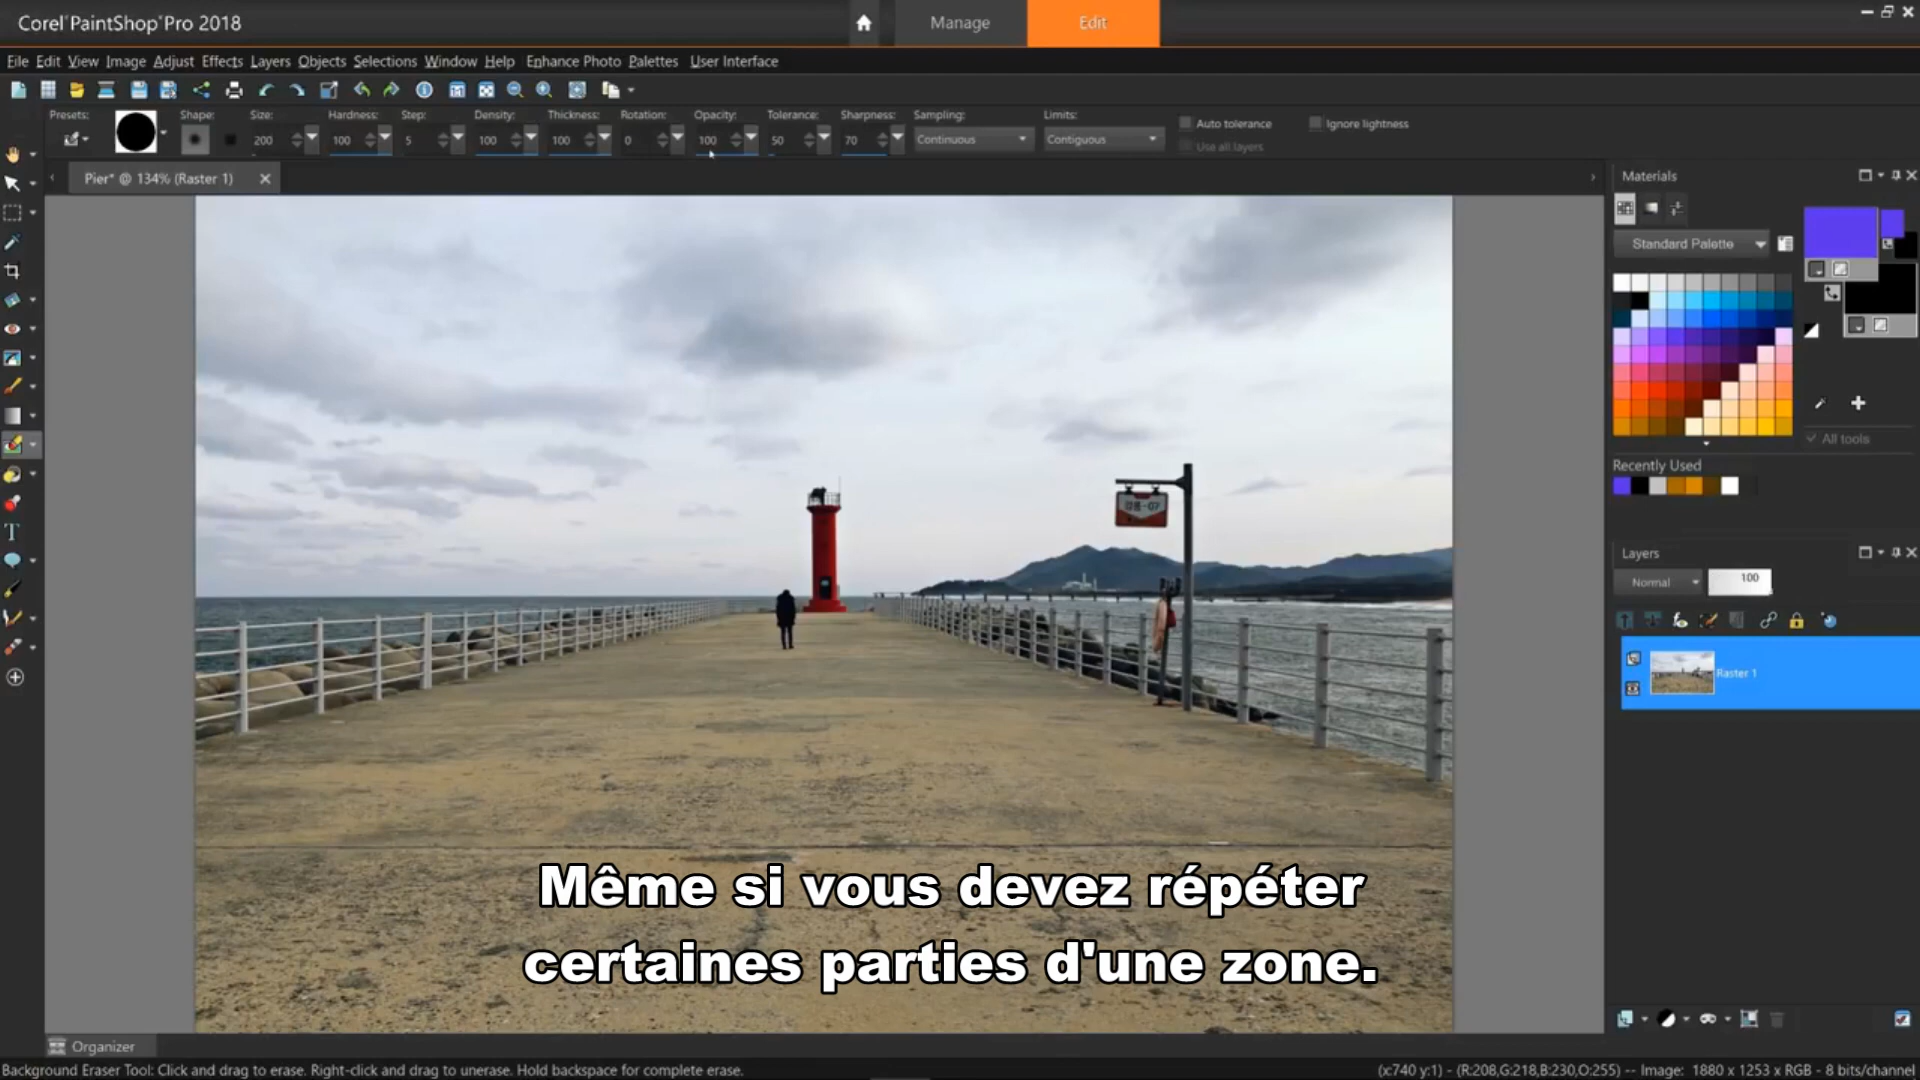 Corel PaintShop Pro 2018
Manage
Edit
File Edit View Image Adjust Effects Layers Objects Selections Window Help Enhance Photo Palettes User Interface
Presets: Shape: Size: Hardness: Step: Density: Thickness: Rotation: Opacity: Tolerance: Sharpness: Sampling: Limits:
200 100 5 100 100 0 100 50 70 Continuous Contiguous
Auto tolerance
Ignore lightness
Use all layers
Pier* @ 134% (Raster 1)
Materials
Standard Palette
All tools
Recently Used
Layers
Normal 100
Raster 1
Même si vous devez répéter
certaines parties d'une zone.
Organizer
Background Eraser Tool: Click and drag to erase. Right-click and drag to unerase. Hold backspace for complete erase.
(x:740 y:1) - (R:208,G:218,B:230,O:255) -- Image: 1880 x 1253 x RGB - 8 bits/channel